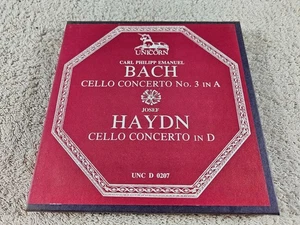 UNICORN
CARL PHILIPP EMANUEL
BACH
CELLO CONCERTO No. 3 IN A
JOSEF
HAYDN
CELLO CONCERTO IN D
UNC D 0207